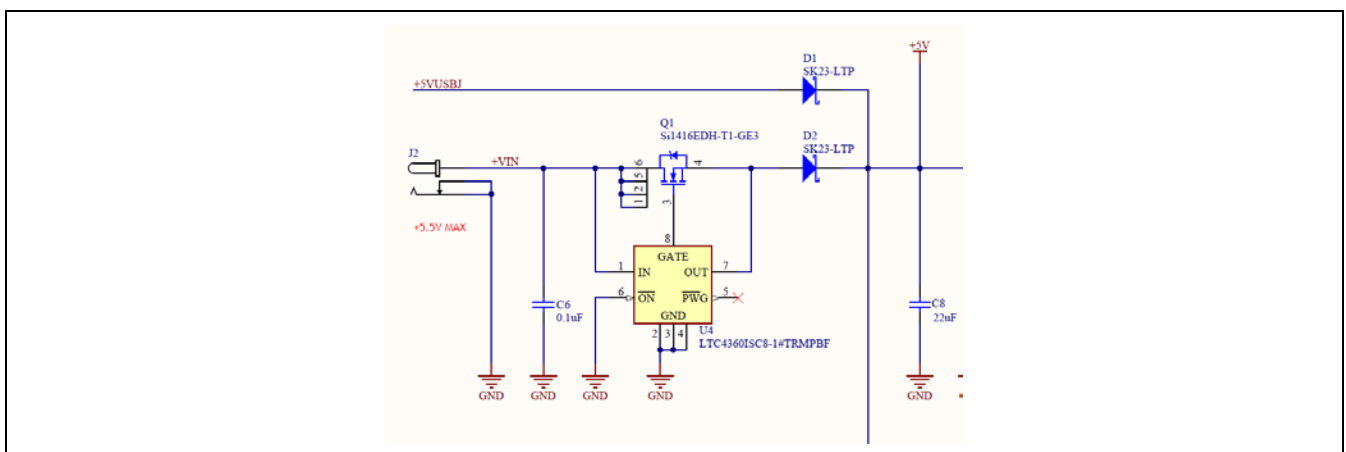 +5V
D1
SK23-LTP
+5VUSBJ
Q1
Si1416EDH-T1-GE3
D2
SK23-LTP
J2
+VIN
6
5
2
1
4
3
+5.5V MAX
8
GATE
1
IN
OUT
7
6
ON
PWG
5
GND
C6
0.1uF
2
3
4
U4
LTC4360ISC8-1#TRMPBF
C8
22uF
GND
GND
GND
GND
GND